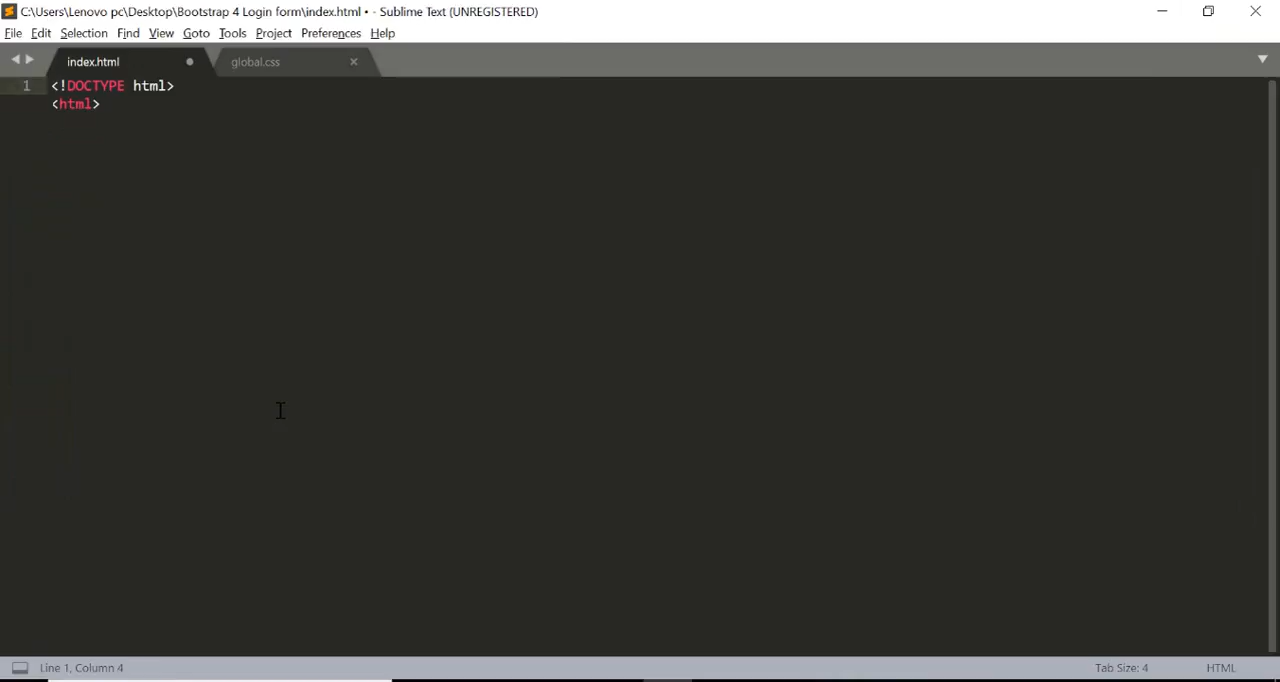 C:\Users\Lenovo pc\Desktop\Bootstrap 4 Login form\index.html • - Sublime Text (UNREGISTERED)
File Edit Selection Find View Goto Tools Project Preferences Help
index.html global.css
1 <!DOCTYPE html>
<html>
Line 1, Column 4 Tab Size: 4 HTML